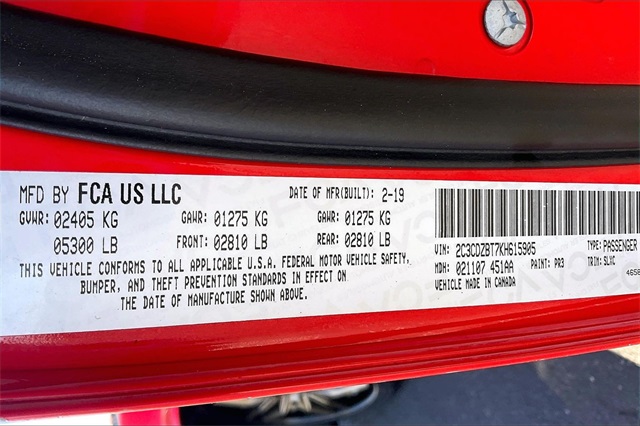 MFD BY FCA US LLC DATE OF MFR(BUILT): 2-19
GVWR: 02405 KG GAWR: 01275 KG GAWR: 01275 KG
05300 LB FRONT: 02810 LB REAR: 02810 LB
THIS VEHICLE CONFORMS TO ALL APPLICABLE U.S.A. FEDERAL MOTOR VEHICLE SAFETY,
BUMPER, AND THEFT PREVENTION STANDARDS IN EFFECT ON
THE DATE OF MANUFACTURE SHOWN ABOVE.
VIN: 2C3CDZBT7KH615905 TYPE: PASSENGER
MDH: 021107 451AA PAINT: PR3 TRIM: SLVC
VEHICLE MADE IN CANADA